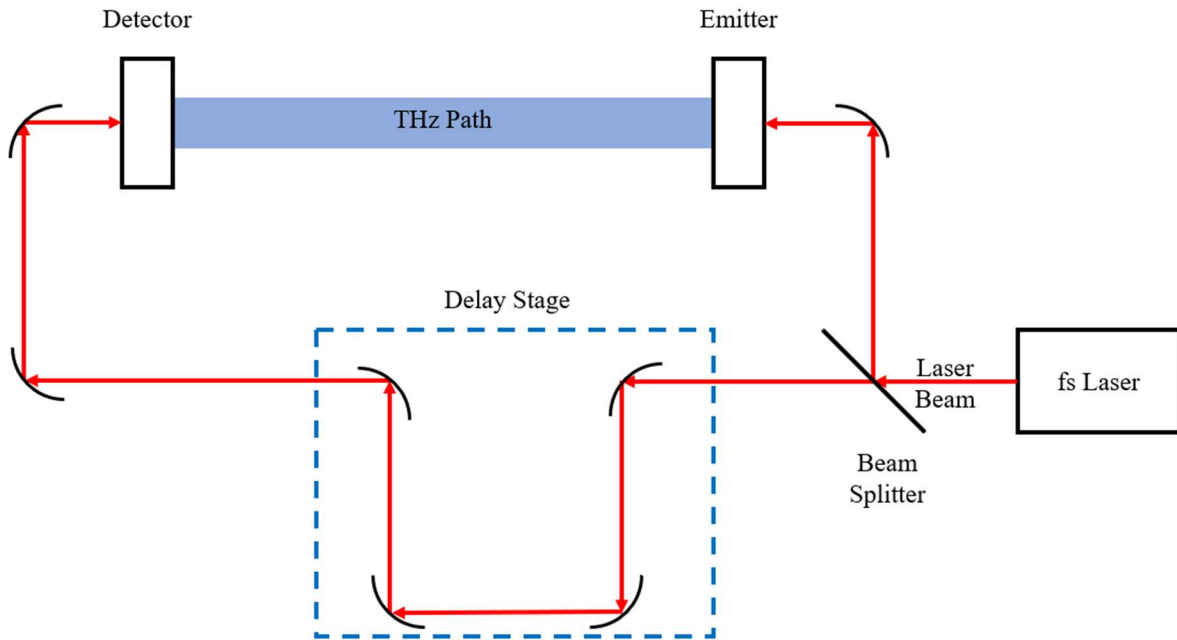 Detector
Emitter
THz Path
Delay Stage
Laser
Beam
fs Laser
Beam
Splitter